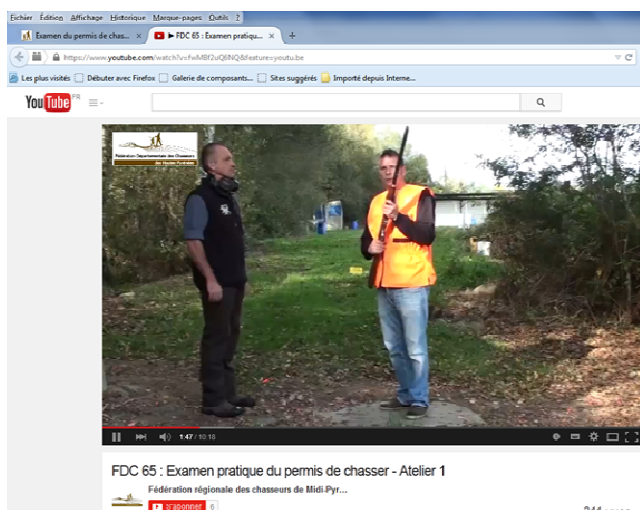 Fichier Édition Affichage Historique Marque-pages Outils ?
Examen du permis de chas... × ► FDC 65 : Examen pratiqu... × +
https://www.youtube.com/watch?v=fwMBf2uQ6NQ&feature=youtu.be
Les plus visités Débuter avec Firefox Galerie de composants... Sites suggérés Importé depuis Interne...
YouTube FR
Fédération Départementale des Chasseurs
des Hautes-Pyrénées
1:47 / 10:18
FDC 65 : Examen pratique du permis de chasser - Atelier 1
Fédération régionale des chasseurs de Midi-Pyr...
S'abonner 6